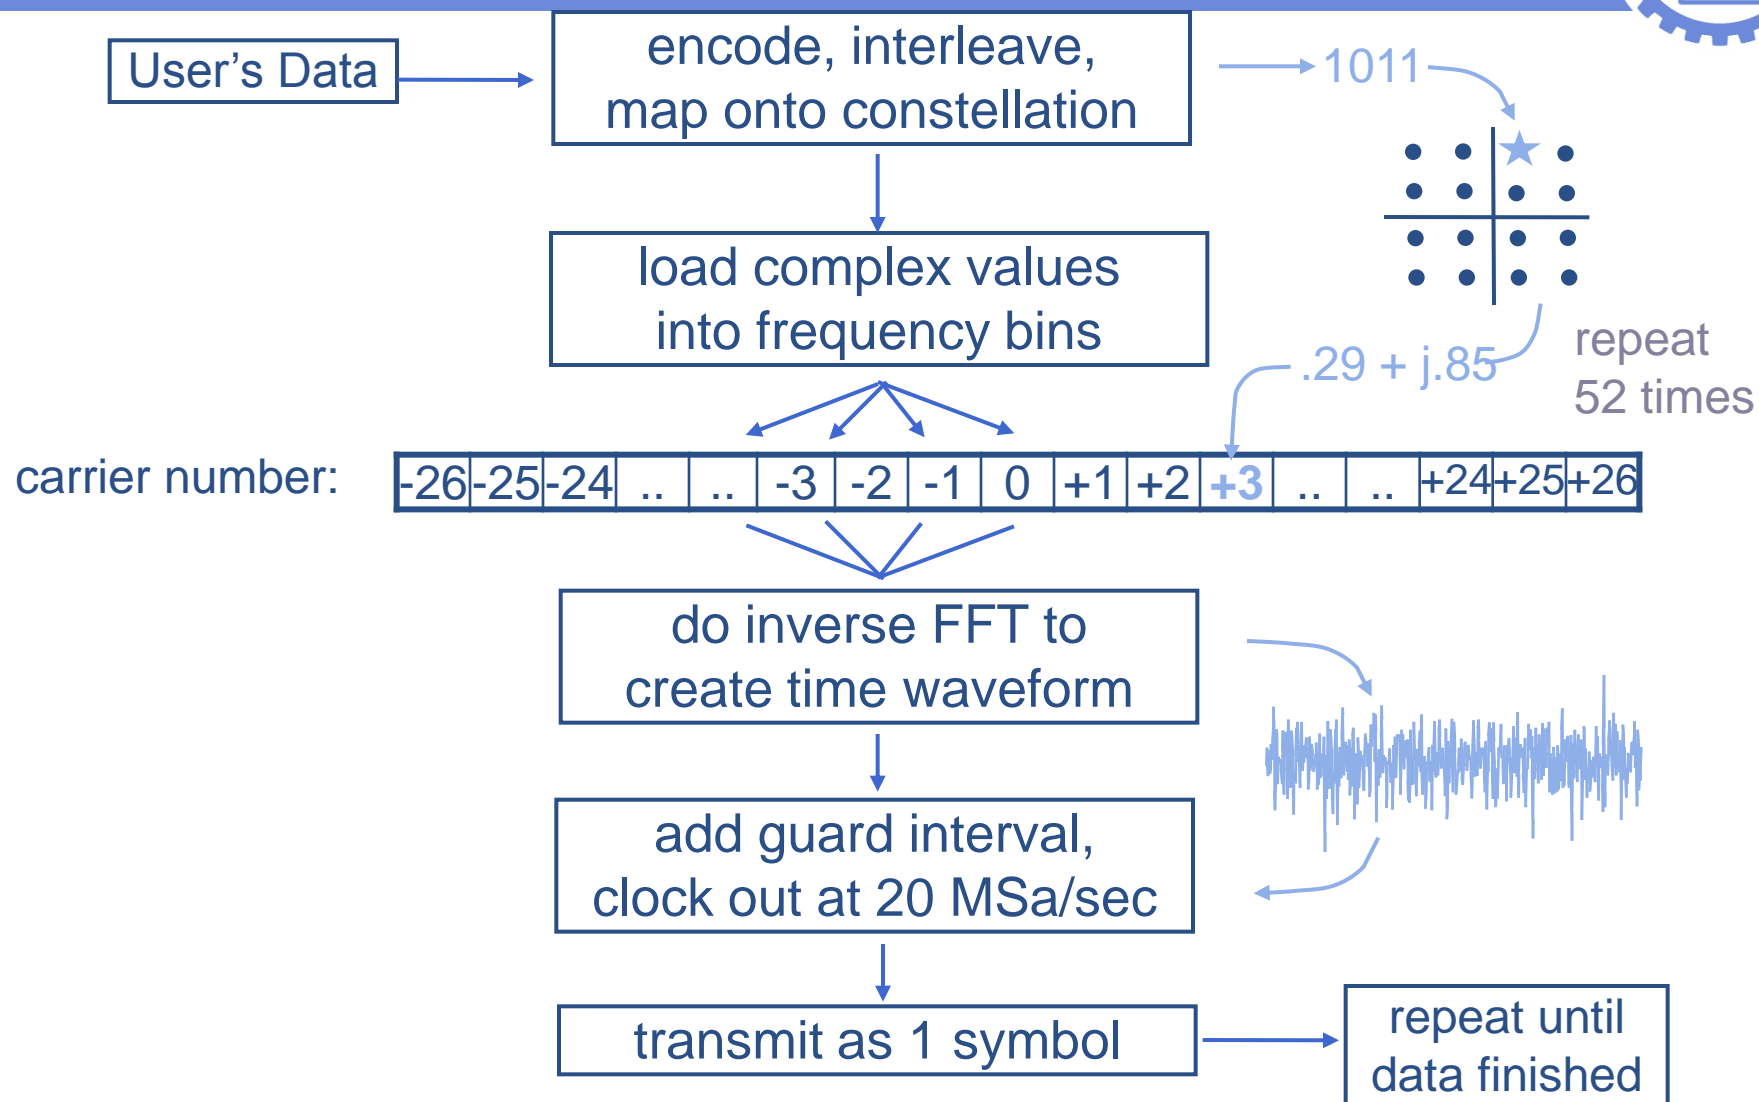 User's Data
encode, interleave,
map onto constellation
1011
load complex values
into frequency bins
.29 + j.85
repeat
52 times
carrier number:
-26 -25 -24 .. .. -3 -2 -1 0 +1 +2 +3 .. .. +24 +25 +26
do inverse FFT to
create time waveform
add guard interval,
clock out at 20 MSa/sec
transmit as 1 symbol
repeat until
data finished